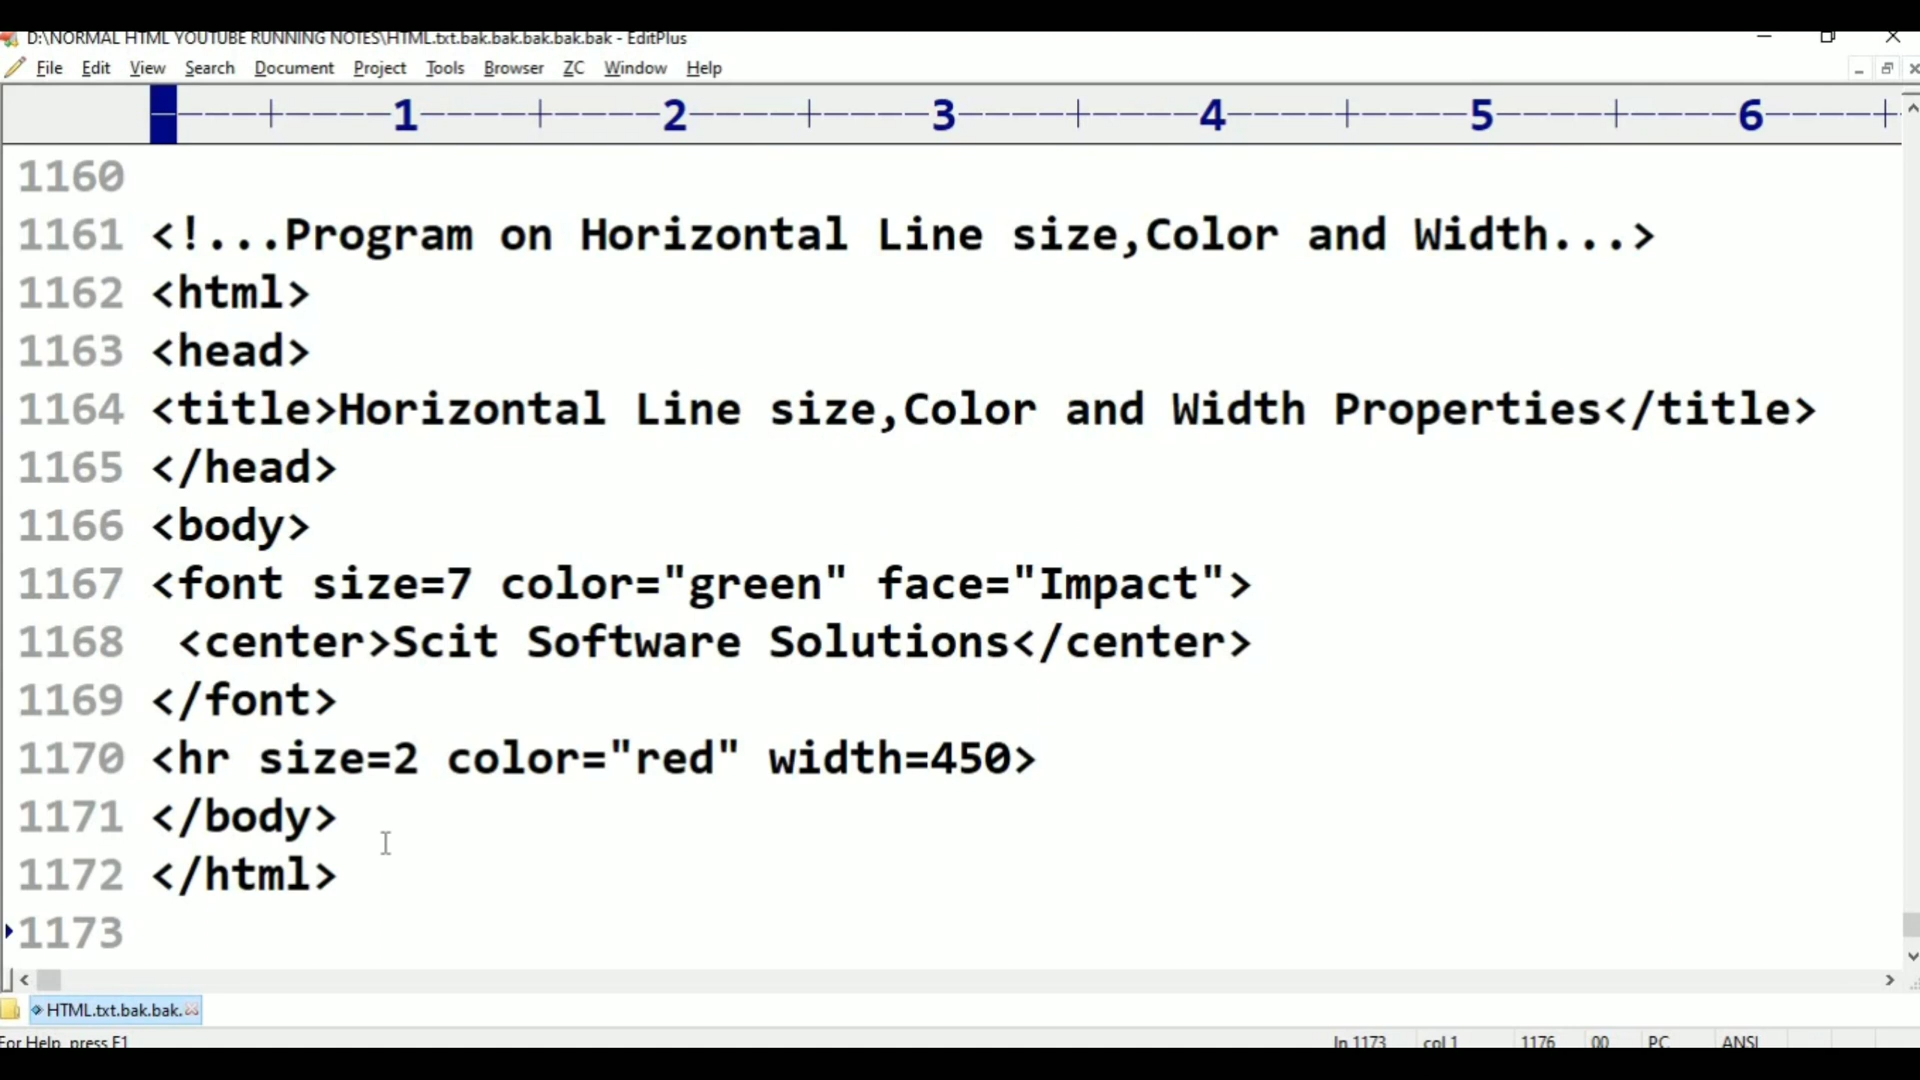 D:\NORMAL HTML YOUTUBE RUNNING NOTES\HTML.txt.bak.bak.bak.bak.bak - EditPlus
File Edit View Search Document Project Tools Browser ZC Window Help
1 2 3 4 5 6
1160
1161 <!...Program on Horizontal Line size,Color and Width...>
1162 <html>
1163 <head>
1164 <title>Horizontal Line size,Color and Width Properties</title>
1165 </head>
1166 <body>
1167 <font size=7 color="green" face="Impact">
1168 <center>Scit Software Solutions</center>
1169 </font>
1170 <hr size=2 color="red" width=450>
1171 </body>
1172 </html>
1173
HTML.txt.bak.bak.
For Help, press F1 ln 1173 col 1 1176 00 PC ANSI